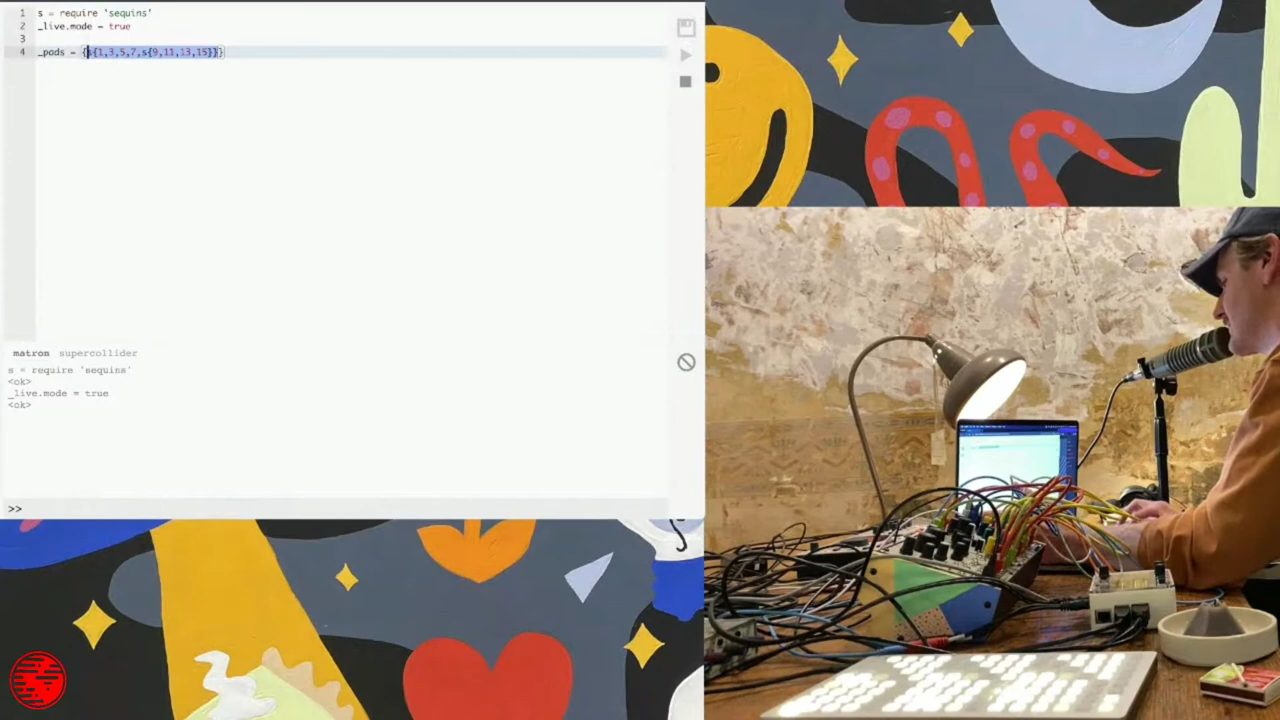 1 s = require 'sequins'
2 _live.mode = true
3
4 _pads = {s{1,3,5,7,s{9,11,13,15}}}
matron supercollider
s = require 'sequins'
<ok>
_live.mode = true
<ok>
>>